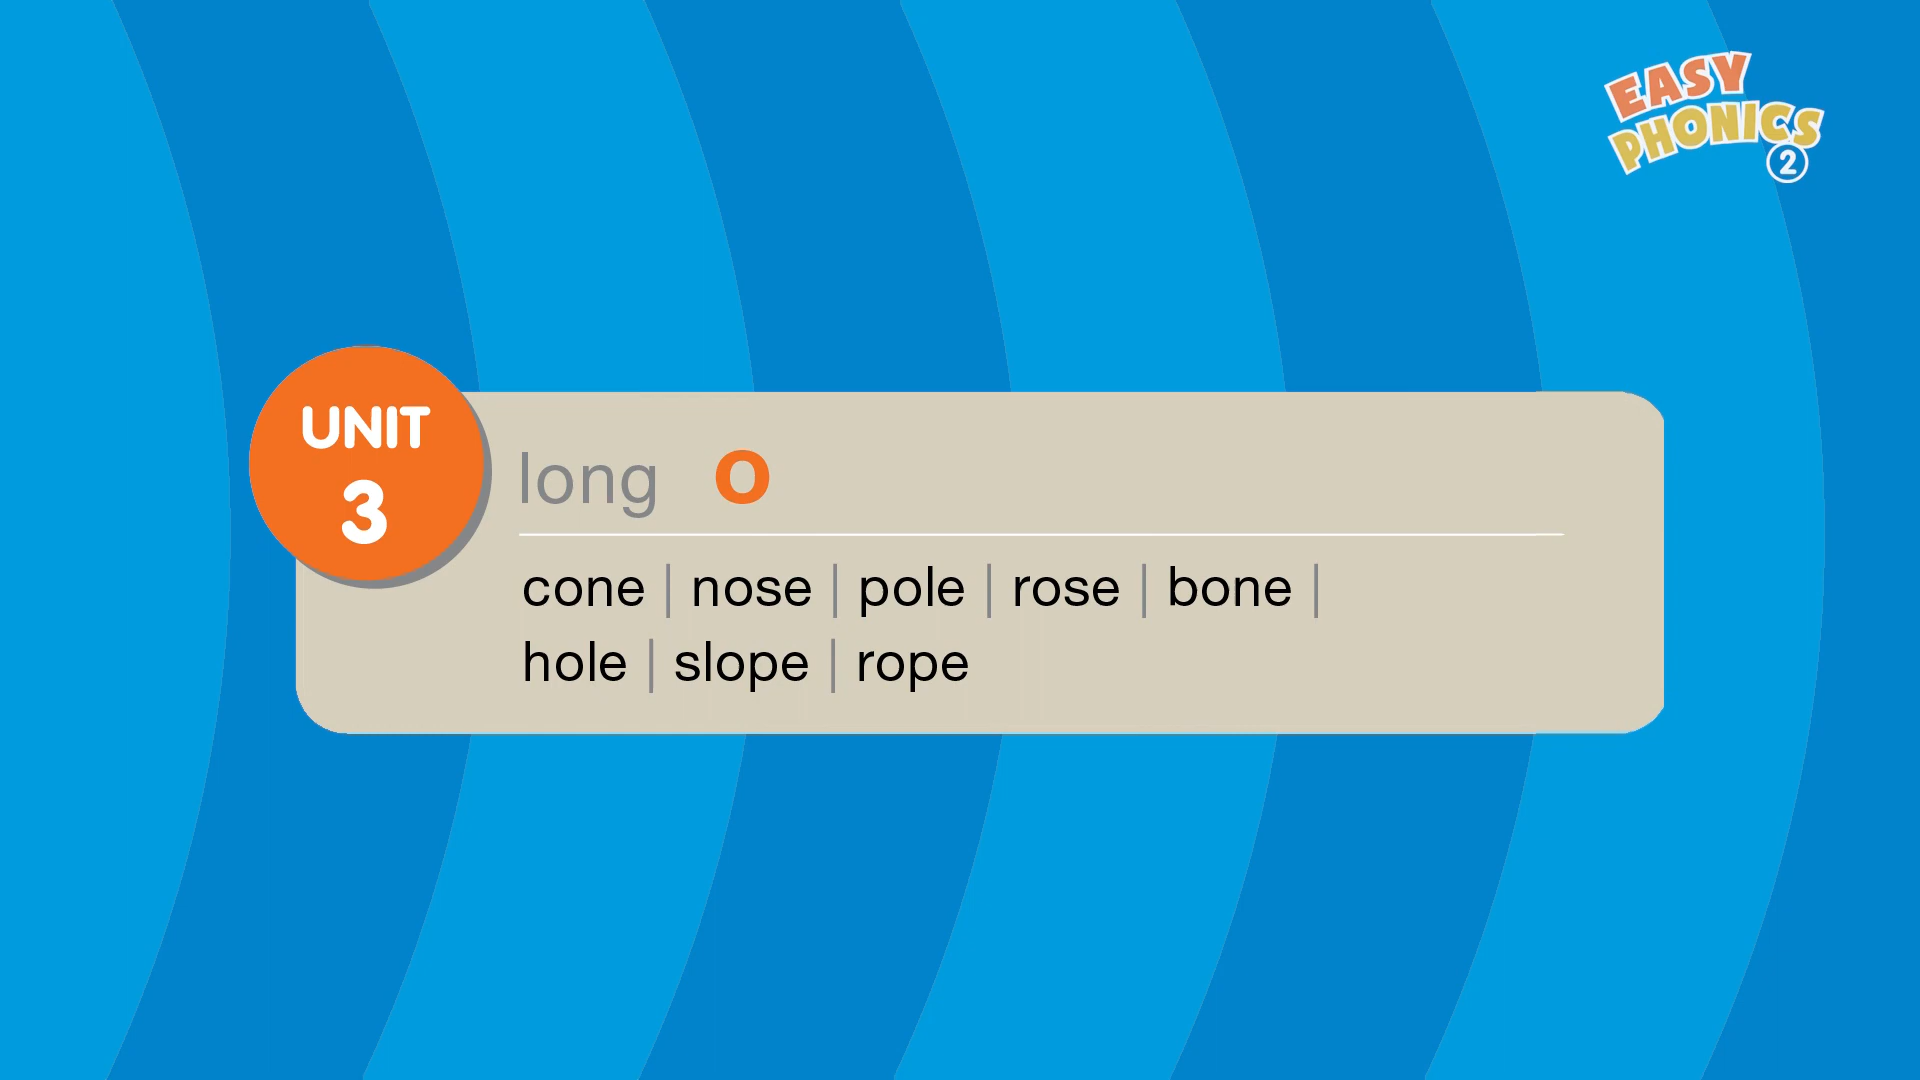 EASY
PHONICS
2
UNIT
3
long o
cone | nose | pole | rose | bone |
hole | slope | rope